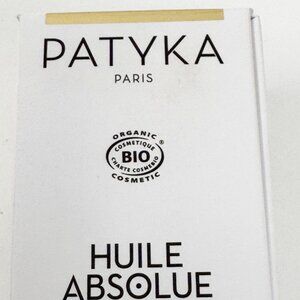 PATYKA
PARIS
ORGANIC
COSMETIQUE
BIO
CHARTE COSMEBIO
COSMETIC
®
HUILE
ABSOLUE